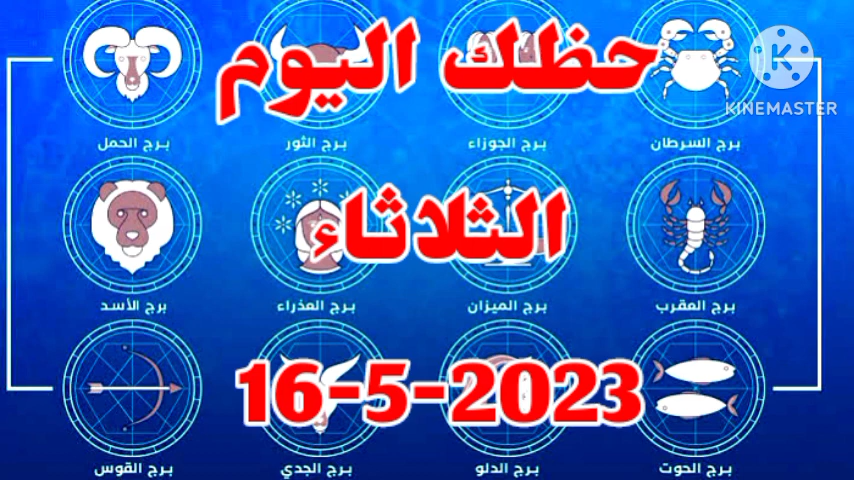 حظك اليوم
KINEMASTER
برج السرطان برج الجوزاء برج الثور برج الحمل
الثلاثاء
برج العقرب برج الميزان برج العذراء برج الأسد
16-5-2023
برج الحوت برج الدلو برج الجدي برج القوس